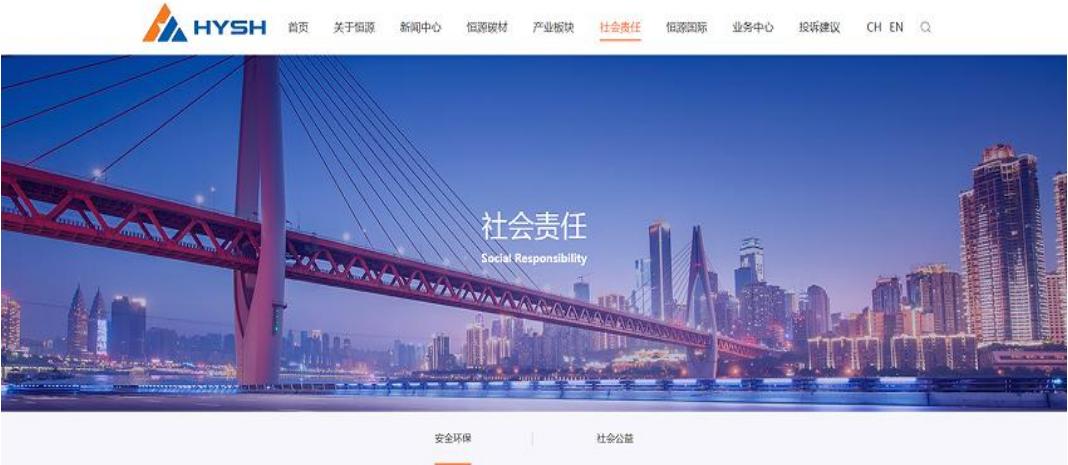 HYSH 首页 关于恒源 新闻中心 恒源碳材 产业板块 社会责任 恒源国际 业务中心 投诉建议 CH EN
社会责任
Social Responsibility
安全环保 社会公益